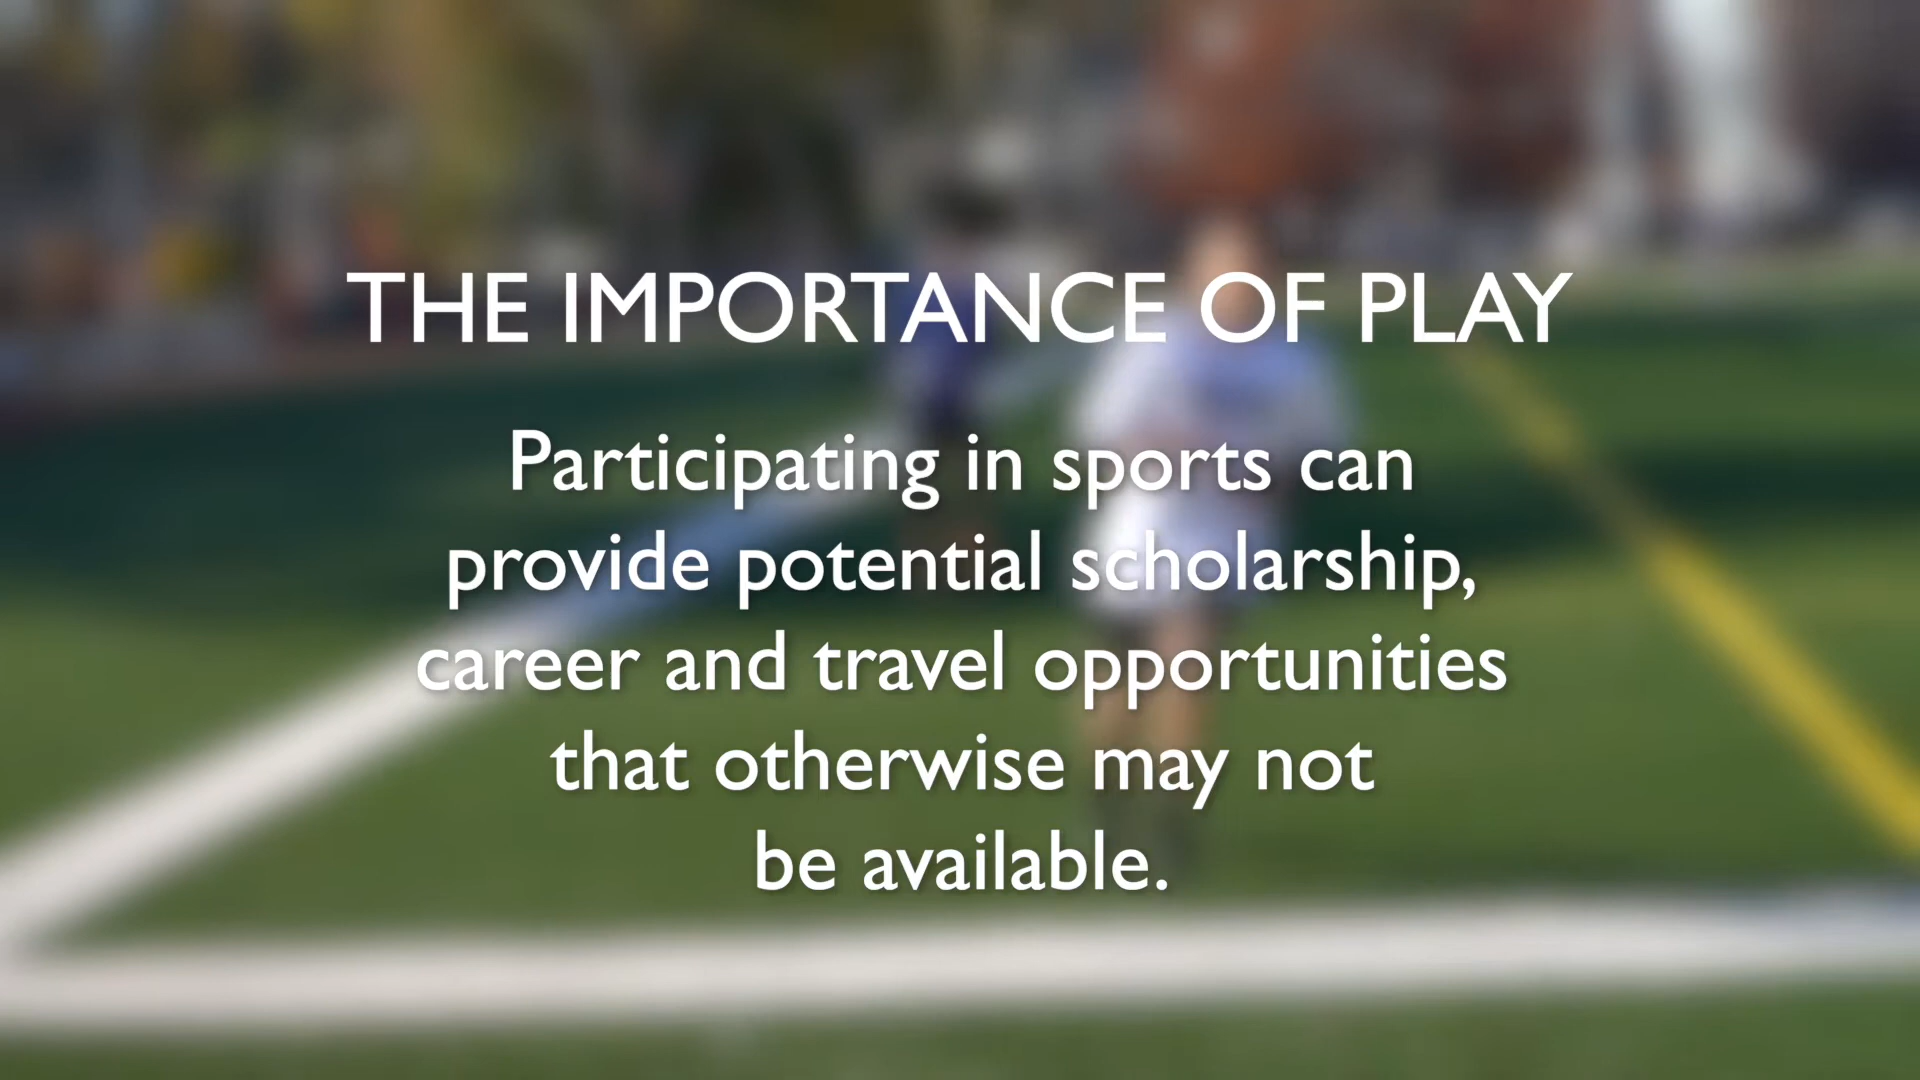 THE IMPORTANCE OF PLAY
Participating in sports can
provide potential scholarship,
career and travel opportunities
that otherwise may not
be available.